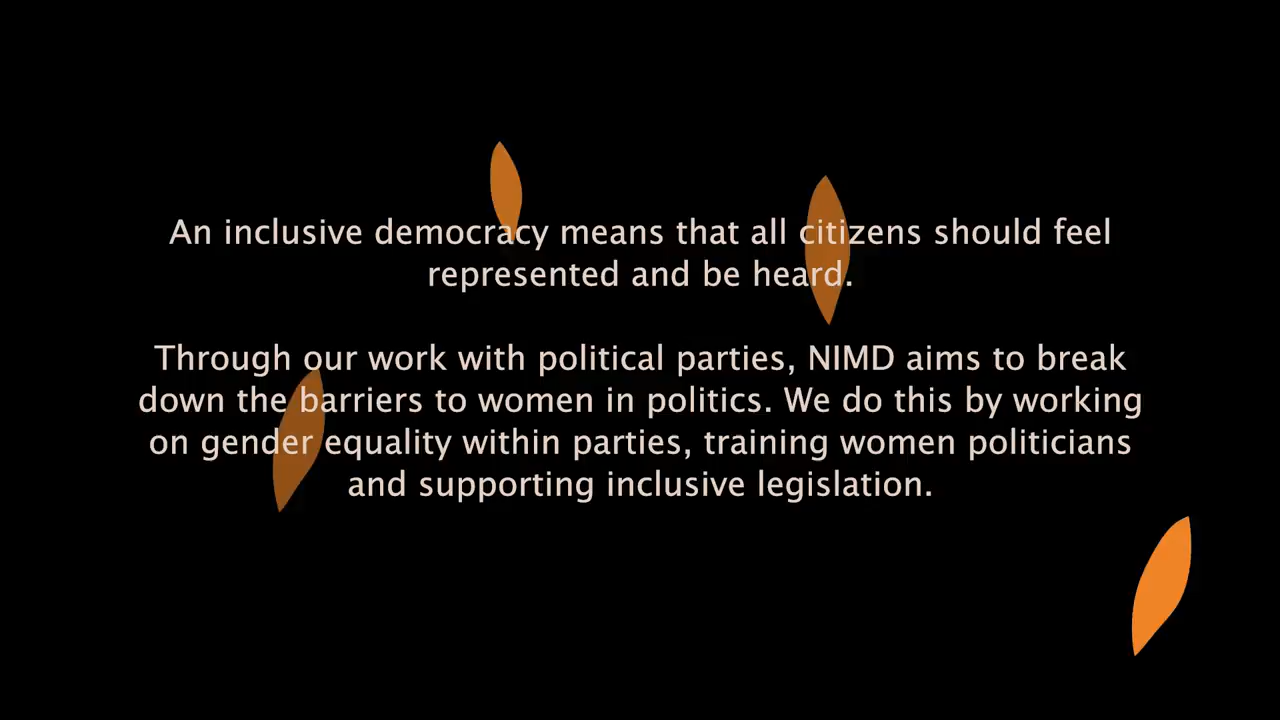 An inclusive democracy means that all citizens should feel
represented and be heard.
Through our work with political parties, NIMD aims to break
down the barriers to women in politics. We do this by working
on gender equality within parties, training women politicians
and supporting inclusive legislation.